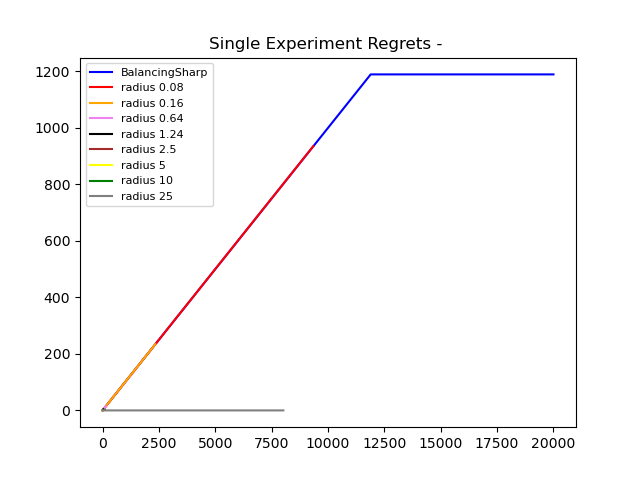 Single Experiment Regrets -
BalancingSharp
radius 0.08
radius 0.16
radius 0.64
radius 1.24
radius 2.5
radius 5
radius 10
radius 25
1200
1000
800
600
400
200
0
0 2500 5000 7500 10000 12500 15000 17500 20000